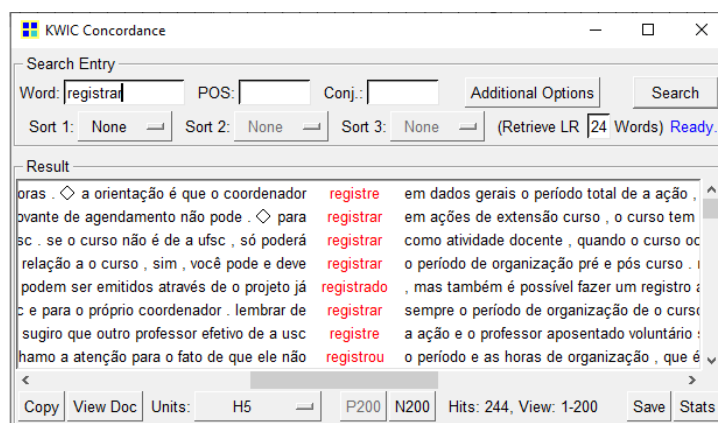 KWIC Concordance
Search Entry
Word: registrar POS: Conj.: Additional Options Search
Sort 1: None Sort 2: None Sort 3: None (Retrieve LR 24 Words) Ready.
Result
oras . ◇ a orientação é que o coordenador registre em dados gerais o período total de a ação ,
ovante de agendamento não pode . ◇ para registrar em ações de extensão curso , o curso tem
sc . se o curso não é de a ufsc , só poderá registrar como atividade docente , quando o curso oc
relação a o curso , sim , você pode e deve registrar o período de organização pré e pós curso .
podem ser emitidos através de o projeto já registrado , mas também é possível fazer um registro a
c e para o próprio coordenador . lembrar de registrar sempre o período de organização de o curso
sugiro que outro professor efetivo de a usc registre a ação e o professor aposentado voluntário
hamo a atenção para o fato de que ele não registrou o período e as horas de organização , que é
Copy View Doc Units: H5 P200 N200 Hits: 244, View: 1-200 Save Stats